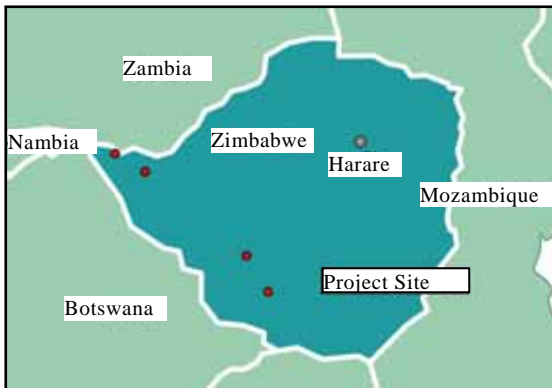 Zambia
Nambia
Zimbabwe
Harare
Mozambique
Project Site
Botswana